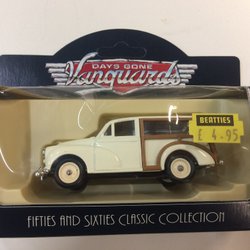 DAYS GONE
Vanguards
BEATTIES
£ 4.95
FIFTIES AND SIXTIES CLASSIC COLLECTION